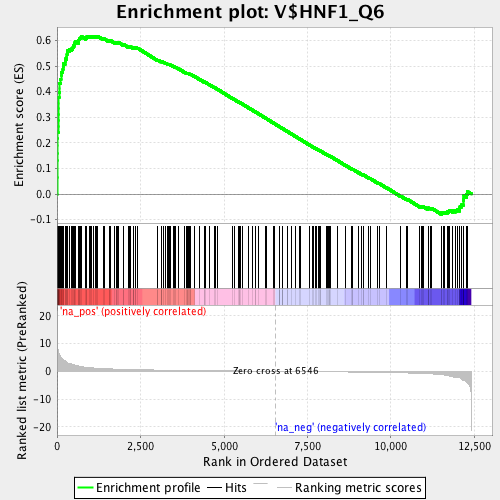 Enrichment plot: V$HNF1_Q6
Enrichment score (ES)
0.6
0.5
0.4
0.3
0.2
0.1
0.0
-0.1
'na_pos' (positively correlated)
Ranked list metric (PreRanked)
20
10
0
-10
-20
Zero cross at 6546
'na_neg' (negatively correlated)
0
2,500
5,000
7,500
10,000
12,500
Rank in Ordered Dataset
Enrichment profile
Hits
Ranking metric scores